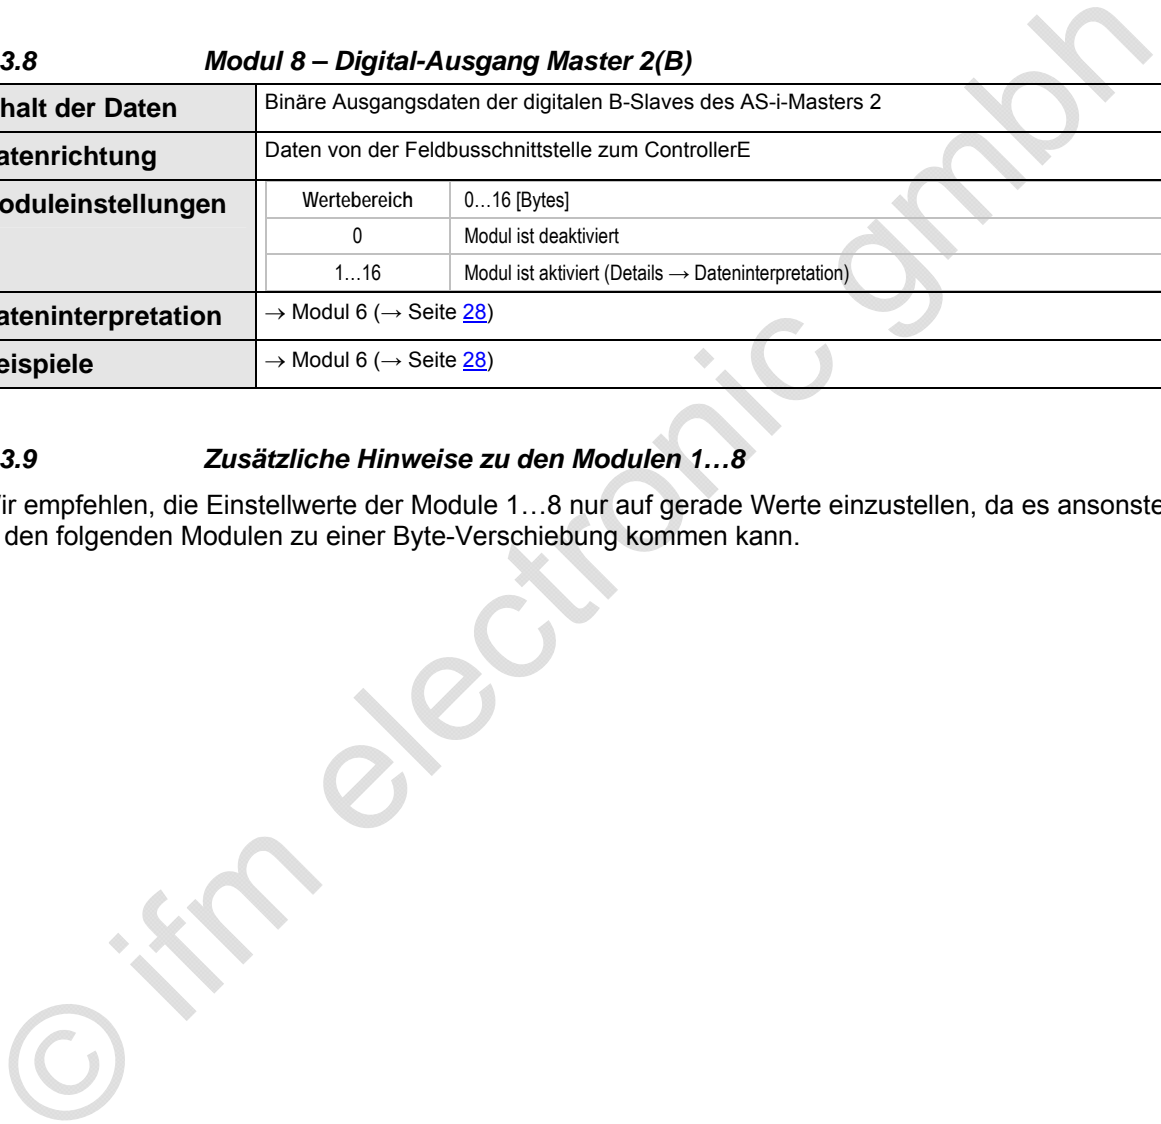 3.8 Modul 8 – Digital-Ausgang Master 2(B)
halt der Daten Binäre Ausgangsdaten der digitalen B-Slaves des AS-i-Masters 2
atenrichtung Daten von der Feldbusschnittstelle zum ControllerE
oduleinstellungen Wertebereich 0…16 [Bytes]
0 Modul ist deaktiviert
1…16 Modul ist aktiviert (Details → Dateninterpretation)
ateninterpretation → Modul 6 (→ Seite 28)
eispiele → Modul 6 (→ Seite 28)
3.9 Zusätzliche Hinweise zu den Modulen 1…8
ir empfehlen, die Einstellwerte der Module 1…8 nur auf gerade Werte einzustellen, da es ansonste
den folgenden Modulen zu einer Byte-Verschiebung kommen kann.
© ifm electronic gmbh